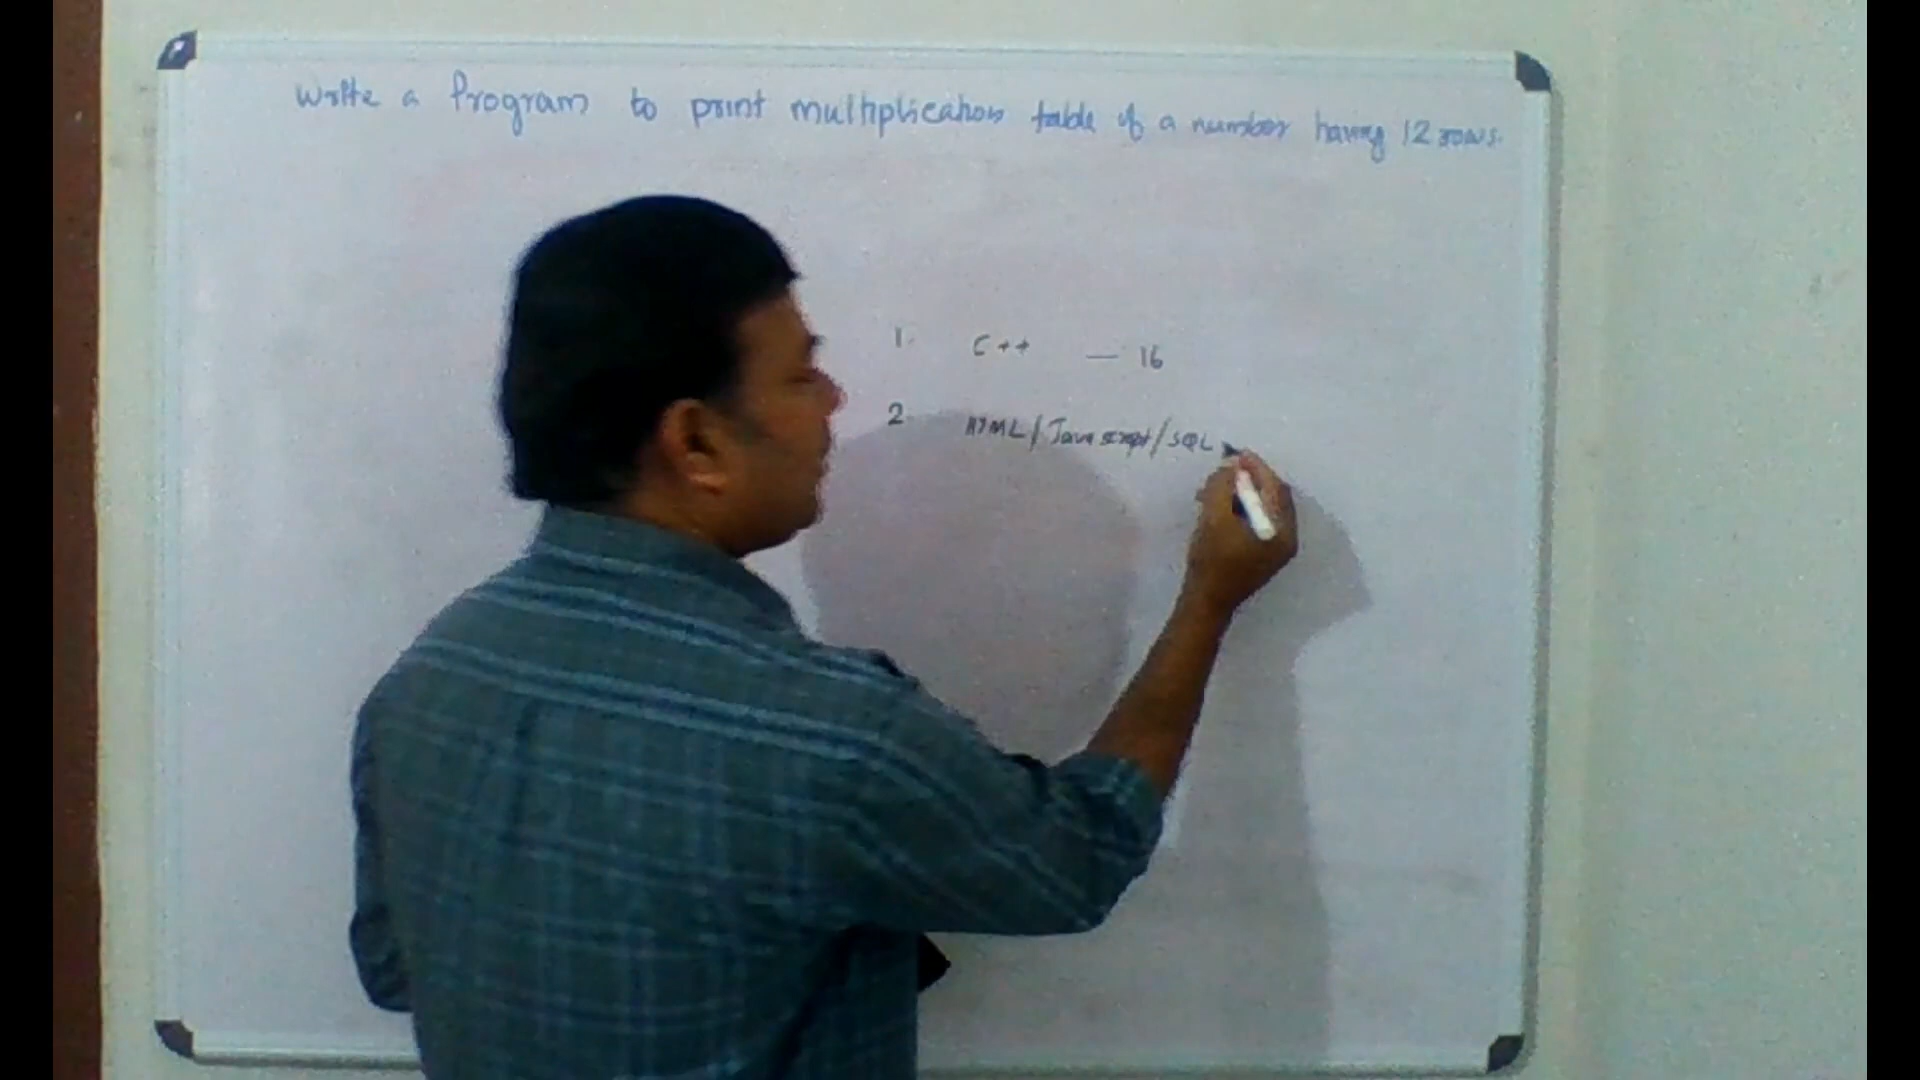 Write a Program to print multiplication table of a number having 12 rows.
1. C++ — 16
2. HTML/Javascript/SQL